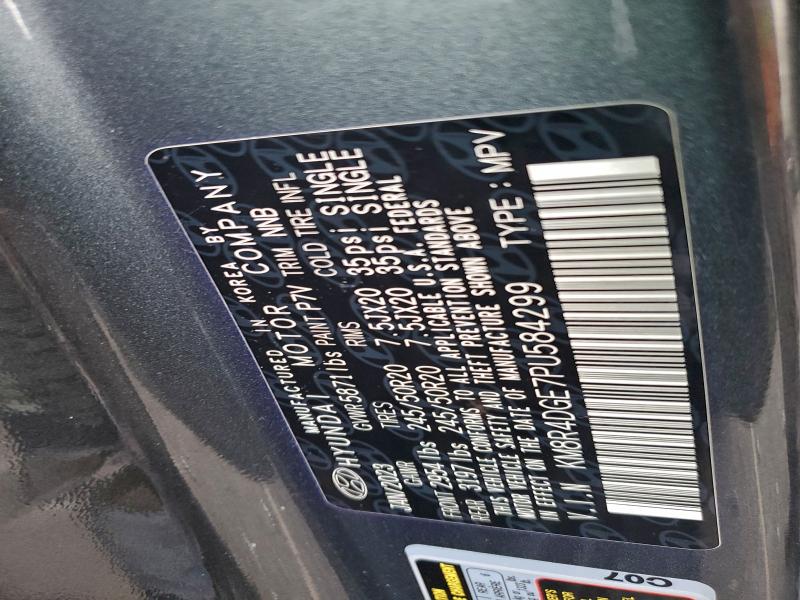 MANUFACTURED IN KOREA BY
HYUNDAI MOTOR COMPANY
GVWR 5871 lbs PAINT P7V TRIM NNB
JAN/2023 GAWR TIRES RIMS COLD TIRE INFL
FRONT 2954 lbs 245/50R20 7.5JX20 35psi SINGLE
REAR 3197 lbs 245/50R20 7.5JX20 35psi SINGLE
THIS VEHICLE CONFORMS TO ALL APPLICABLE U.S.A. FEDERAL
MOTOR VEHICLE SAFETY AND THEFT PREVENTION STANDARDS
IN EFFECT ON THE DATE OF MANUFACTURE SHOWN ABOVE
V.I.N KM8R4DGE7PU584299 TYPE : MPV
C07
REAR
ARRIÈRE